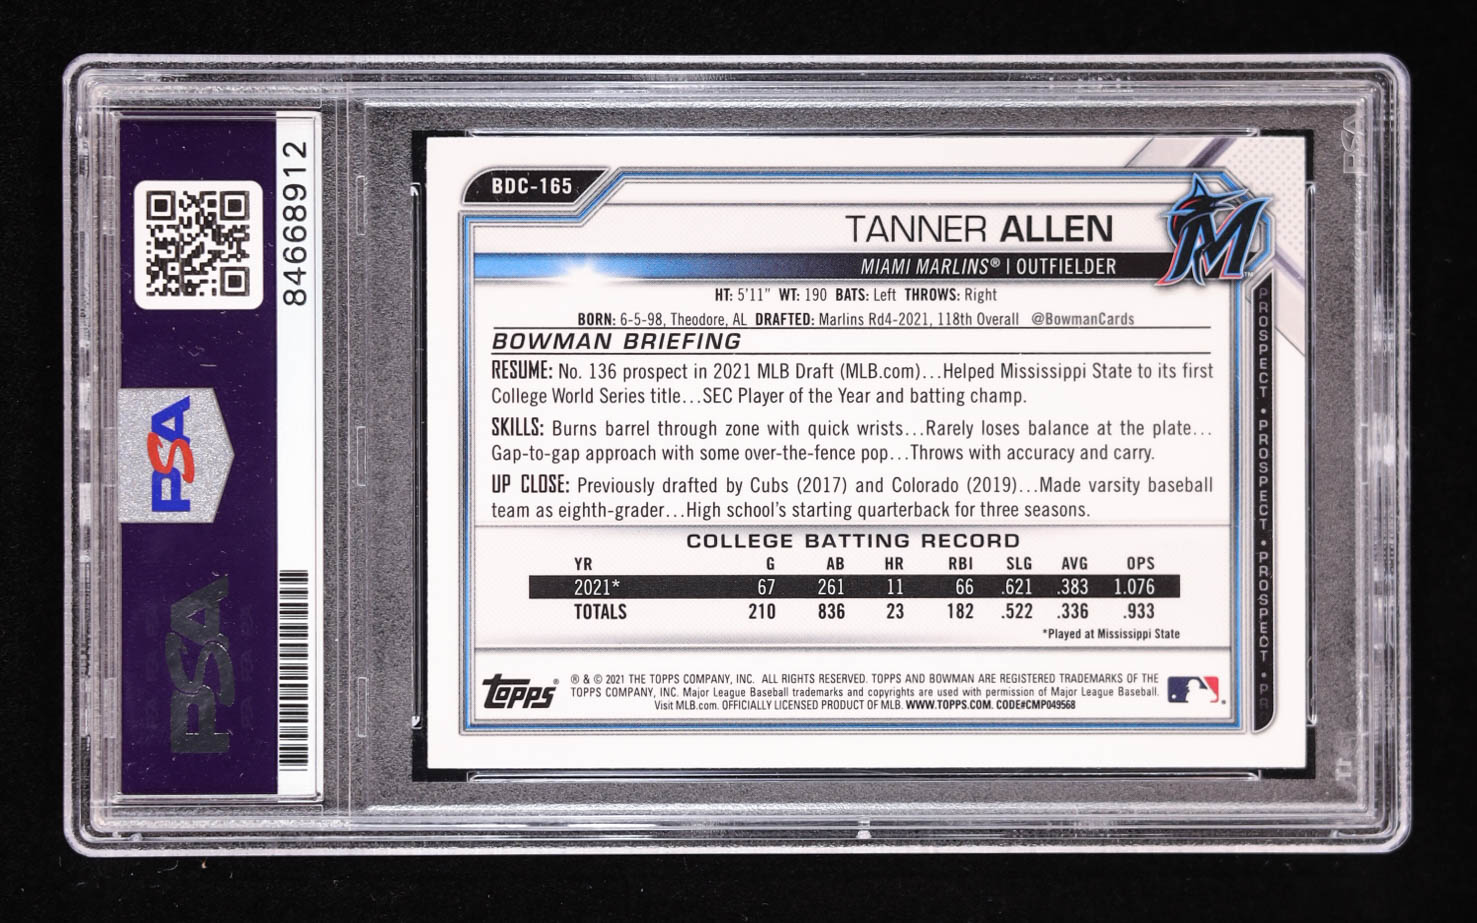 84668912
PSA
PSA
PSA
BDC-165
TANNER ALLEN
MIAMI MARLINS® | OUTFIELDER
M™
HT: 5'11" WT: 190 BATS: Left THROWS: Right
BORN: 6-5-98, Theodore, AL DRAFTED: Marlins Rd4-2021, 118th Overall @BowmanCards
BOWMAN BRIEFING
RESUME: No. 136 prospect in 2021 MLB Draft (MLB.com)...Helped Mississippi State to its first
College World Series title...SEC Player of the Year and batting champ.
SKILLS: Burns barrel through zone with quick wrists...Rarely loses balance at the plate...
Gap-to-gap approach with some over-the-fence pop...Throws with accuracy and carry.
UP CLOSE: Previously drafted by Cubs (2017) and Colorado (2019)...Made varsity baseball
team as eighth-grader...High school's starting quarterback for three seasons.
COLLEGE BATTING RECORD
YR G AB HR RBI SLG AVG OPS
2021* 67 261 11 66 .621 .383 1.076
TOTALS 210 836 23 182 .522 .336 .933
*Played at Mississippi State
Topps®
® & © 2021 THE TOPPS COMPANY, INC. ALL RIGHTS RESERVED. TOPPS AND BOWMAN ARE REGISTERED TRADEMARKS OF THE
TOPPS COMPANY, INC. Major League Baseball trademarks and copyrights are used with permission of Major League Baseball.
Visit MLB.com. OFFICIALLY LICENSED PRODUCT OF MLB. WWW.TOPPS.COM. CODE#CMP049568
PROSPECT • PROSPECT • PROSPECT • PR